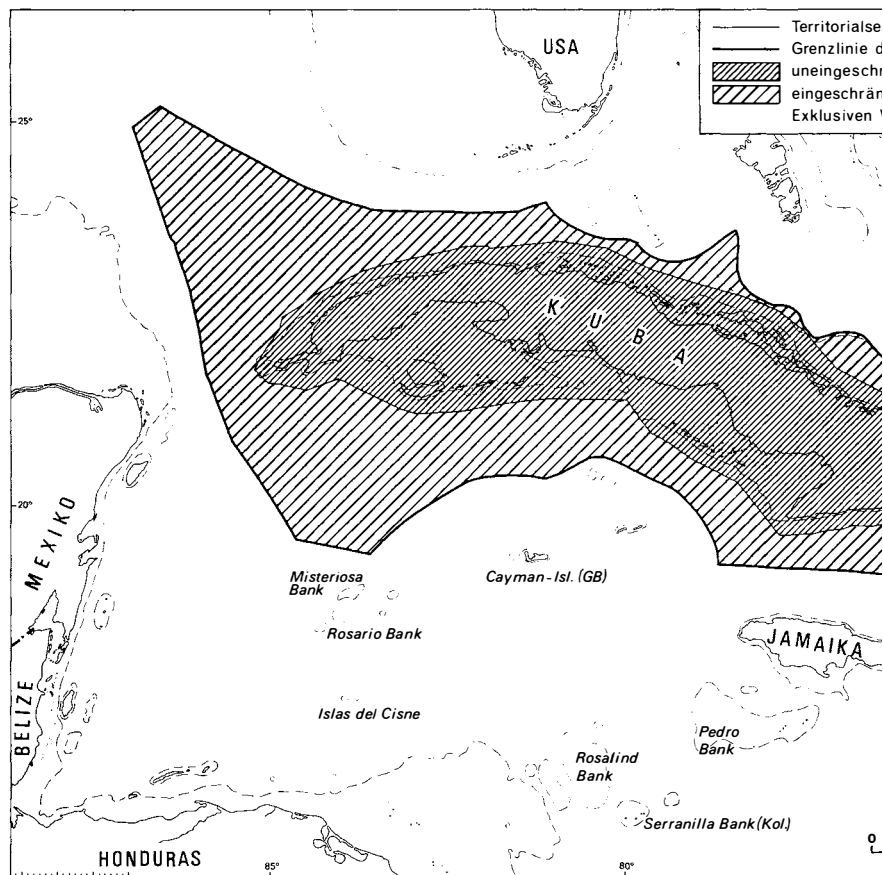 USA
Territorialse
Grenzlinie d
uneingeschr
eingeschrän
Exklusiven
25°
K U B A
20°
MEXIKO
Misteriosa
Bank
Cayman-Isl. (GB)
Rosario Bank
JAMAIKA
BELIZE
Islas del Cisne
Pedro
Bank
Rosalind
Bank
Serranilla Bank (Kol.)
HONDURAS
85°
80°
0